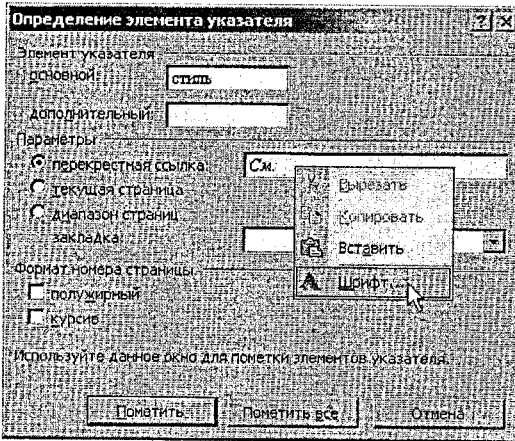 Определение элемента указателя
Элемент указателя
основной: стиль
дополнительный:
Параметры
перекрестная ссылка: См.
текущая страница
диапазон страниц
закладка:
Вырезать
Копировать
Вставить
Шрифт...
Формат номера страницы
полужирный
курсив
Используйте данное окно для пометки элементов указателя.
Пометить Пометить все Отмена